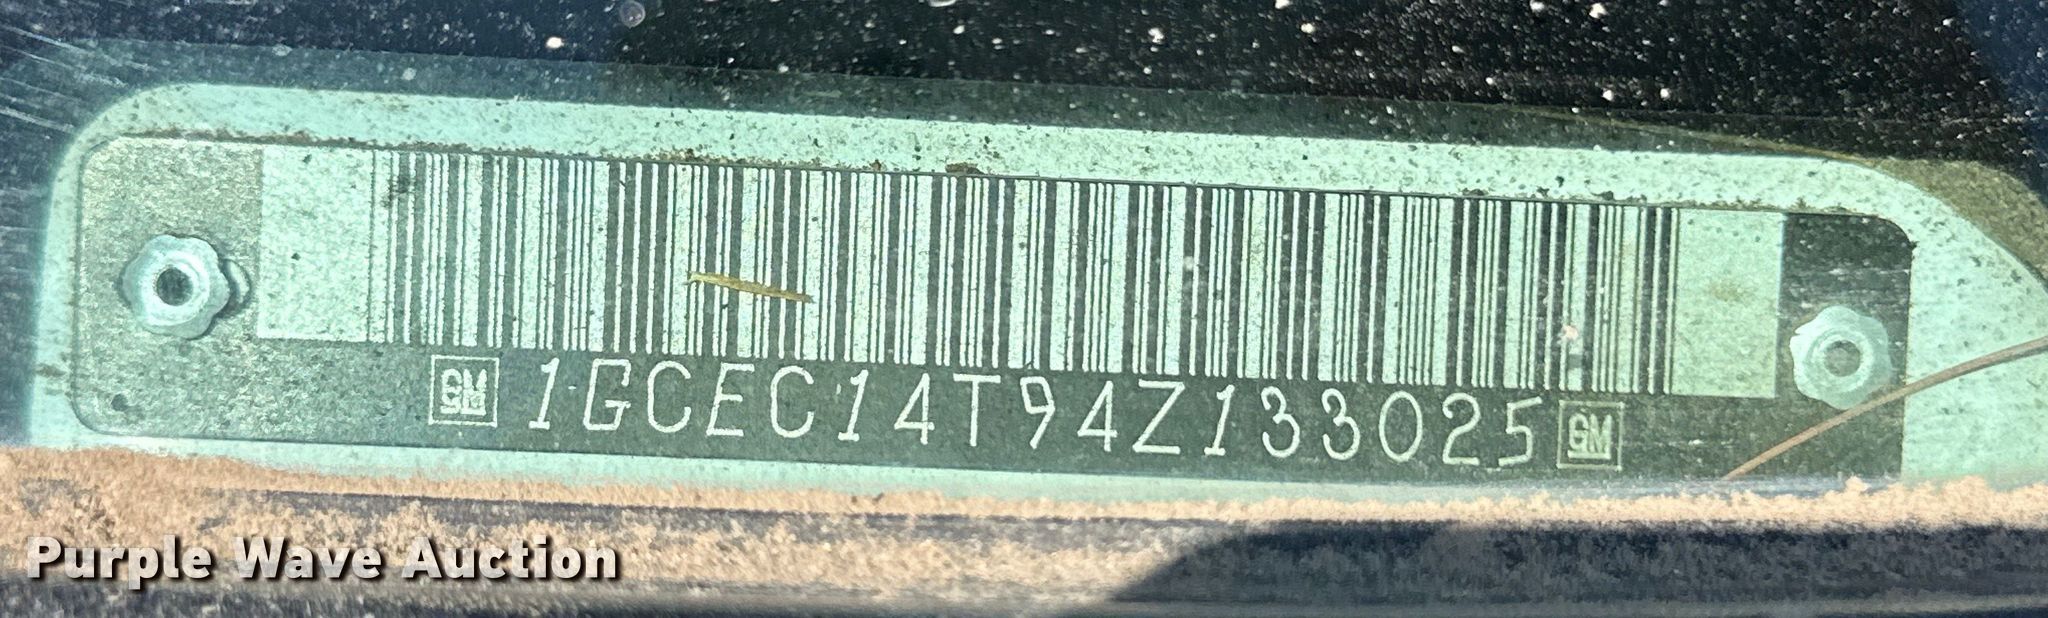 GM 1GCEC14T94Z133025 GM
Purple Wave Auction